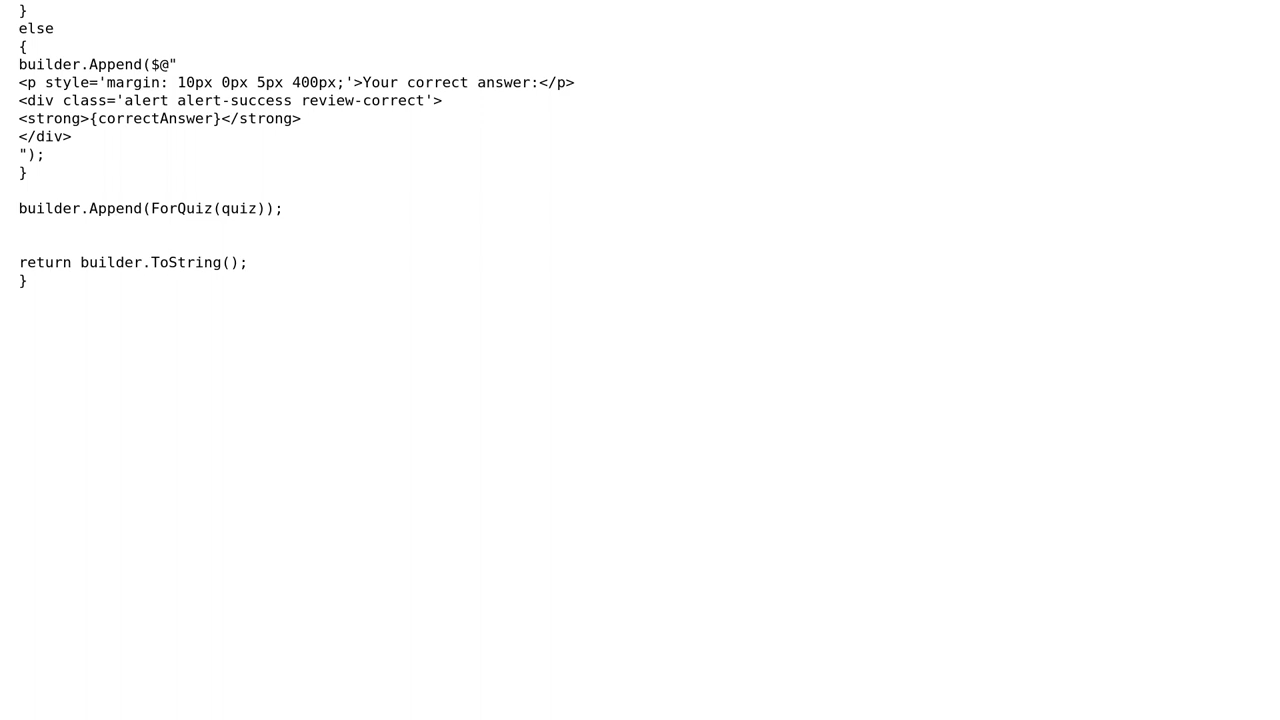 }
else
{
builder.Append($@"
<p style='margin: 10px 0px 5px 400px;'>Your correct answer:</p>
<div class='alert alert-success review-correct'>
<strong>{correctAnswer}</strong>
</div>
");
}

builder.Append(ForQuiz(quiz));

return builder.ToString();
}